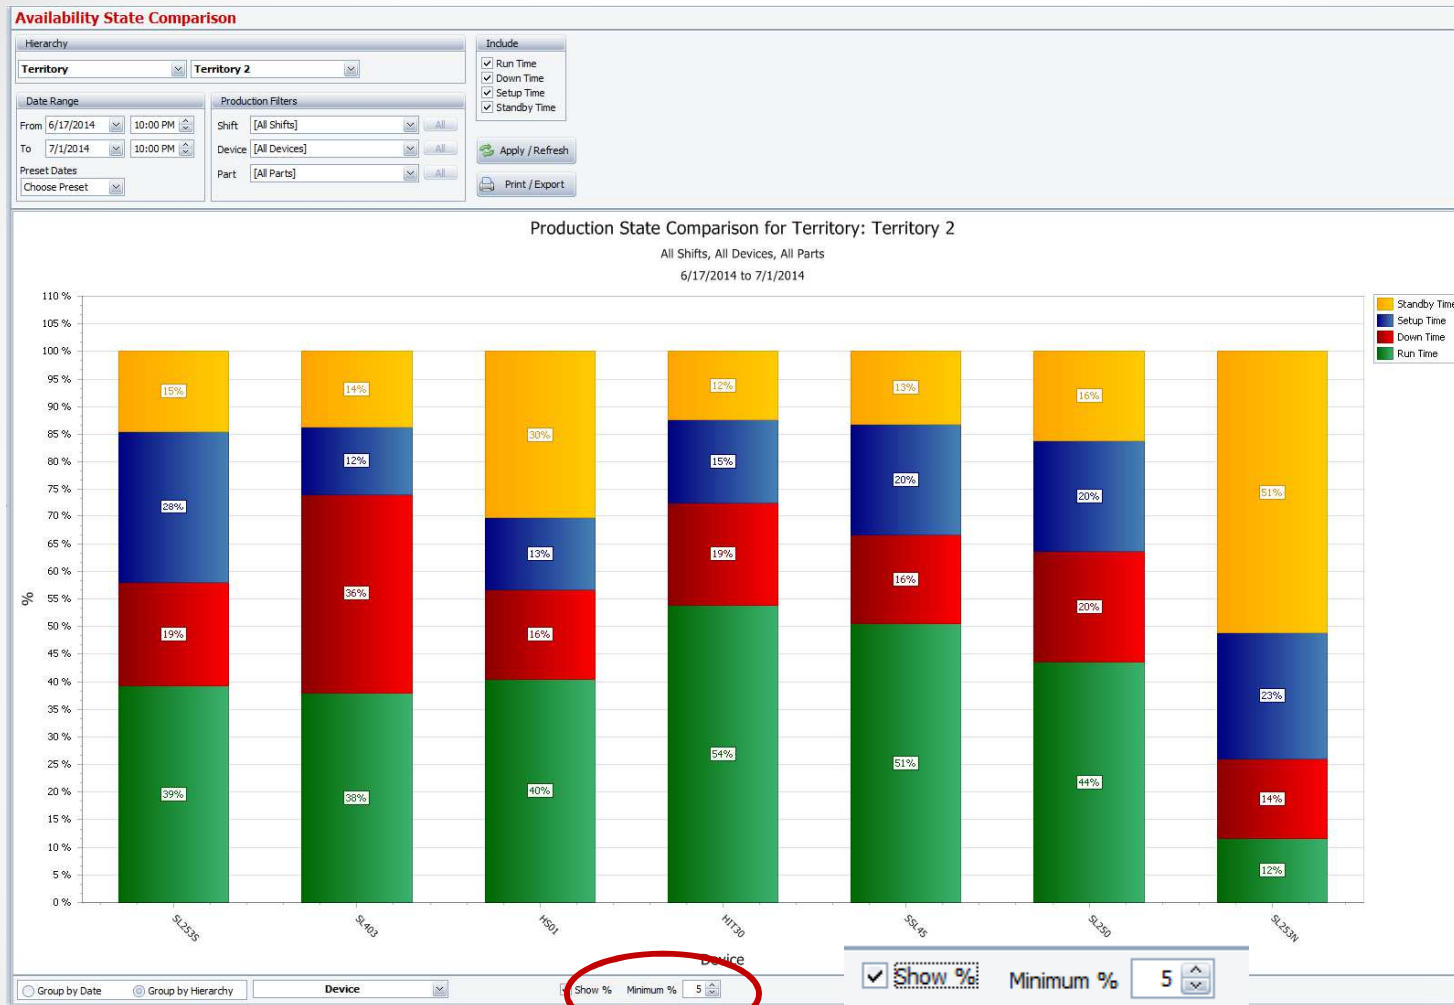 Availability State Comparison
Hierarchy
Include
Territory Territory 2
Run Time
Down Time
Setup Time
Standby Time
Date Range
Production Filters
From 6/17/2014 10:00 PM
Shift [All Shifts] All
To 7/1/2014 10:00 PM
Device [All Devices] All
Apply / Refresh
Preset Dates
Part [All Parts] All
Choose Preset
Print / Export
Production State Comparison for Territory: Territory 2
All Shifts, All Devices, All Parts
6/17/2014 to 7/1/2014
Standby Time
Setup Time
Down Time
Run Time
110 %
105 %
100 %
95 %
90 %
85 %
80 %
75 %
70 %
65 %
60 %
55 %
50 %
45 %
40 %
35 %
30 %
25 %
20 %
15 %
10 %
5 %
0 %
%
15% 14% 30% 12% 13% 16% 51%
28% 12% 13% 15% 20% 20% 23%
19% 36% 16% 19% 16% 20% 14%
39% 38% 40% 54% 51% 44% 12%
SL253S SL403 HS01 HIT30 SSL45 SL250 SL253N
Device
Group by Date Group by Hierarchy Device Show % Minimum % 5
Show % Minimum % 5